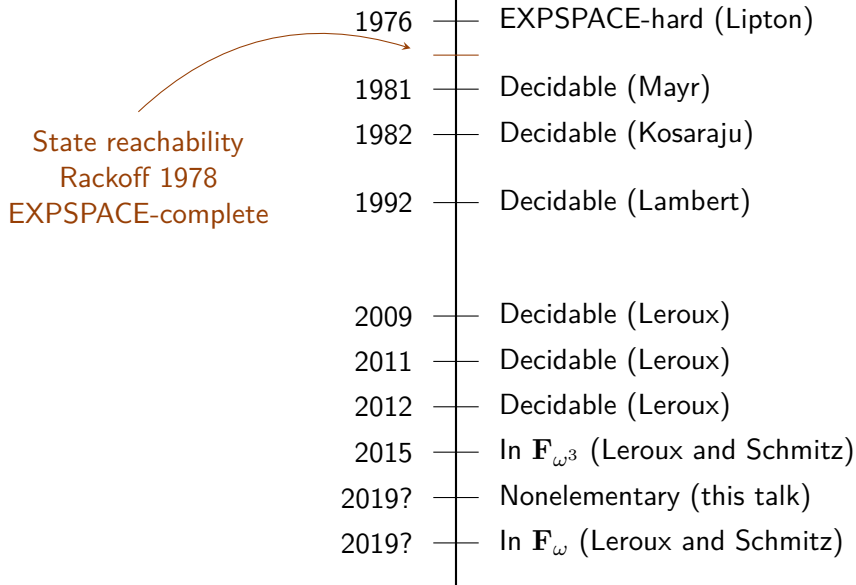 1976 EXPSPACE-hard (Lipton)
1981 Decidable (Mayr)
State reachability
1982 Decidable (Kosaraju)
Rackoff 1978
EXPSPACE-complete
1992 Decidable (Lambert)
2009 Decidable (Leroux)
2011 Decidable (Leroux)
2012 Decidable (Leroux)
2015 In F_{ω³} (Leroux and Schmitz)
2019? Nonelementary (this talk)
2019? In F_ω (Leroux and Schmitz)